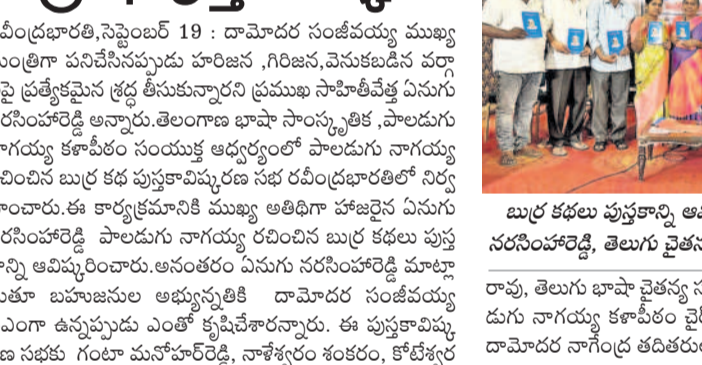 వీంద్రభారతి,సెప్టెంబర్ 19 : దామోదర సంజీవయ్య ముఖ్య
మంత్రిగా పనిచేసినప్పుడు హరిజన ,గిరిజన,వెనుకబడిన వర్గా
పై ప్రత్యేకమైన శ్రద్ధ తీసుకున్నారని ప్రముఖ సాహితీవేత్త ఏనుగు
రసింహారెడ్డి అన్నారు.తెలంగాణ భాషా సాంస్కృతిక ,పాలడుగు
నాగయ్య కళాపీఠం సంయుక్త ఆధ్వర్యంలో పాలడుగు నాగయ్య
చించిన బుర్ర కథ పుస్తకావిష్కరణ సభ రవీంద్రభారతిలో నిర్వ
హించారు.ఈ కార్యక్రమానికి ముఖ్య అతిథిగా హాజరైన ఏనుగు
రసింహారెడ్డి పాలడుగు నాగయ్య రచించిన బుర్ర కథలు పుస్త
కాన్ని ఆవిష్కరించారు.అనంతరం ఏనుగు నరసింహారెడ్డి మాట్లా
డుతూ బహుజనుల అభ్యున్నతికి దామోదర సంజీవయ్య
ఎంగా ఉన్నప్పుడు ఎంతో కృషిచేశారన్నారు. ఈ పుస్తకావిష్క
ణ సభకు గంటా మనోహర్‌రెడ్డి, నాళేశ్వరం శంకరం, కోటేశ్వర
బుర్ర కథలు పుస్తకాన్ని ఆవి
నరసింహారెడ్డి, తెలుగు చైతన
రావు, తెలుగు భాషా చైతన్య స
డుగు నాగయ్య కళాపీఠం చైర్
దామోదర నాగేంద్ర తదితరుల